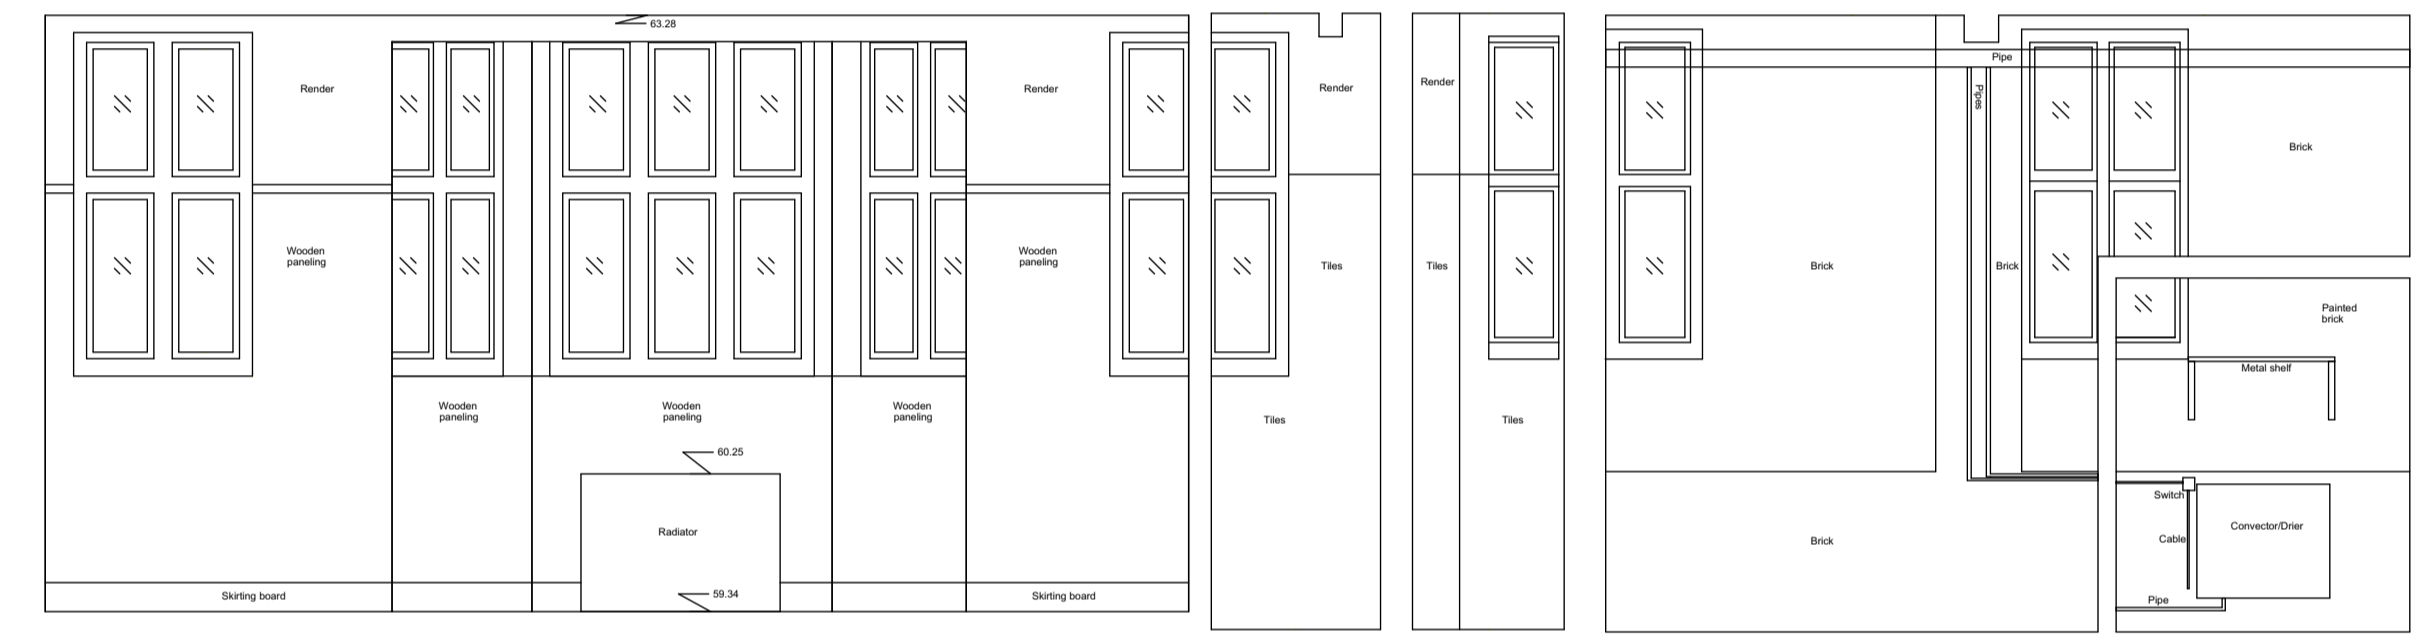 63.28
Render
Wooden
paneling
Wooden
paneling
Wooden
paneling
Wooden
paneling
Render
Wooden
paneling
60.25
Radiator
59.34
Skirting board
Skirting board
Render
Tiles
Tiles
Render
Tiles
Tiles
Pipe
Pipes
Brick
Brick
Brick
Painted
brick
Metal shelf
Switch
Convector/Drier
Cable
Brick
Pipe